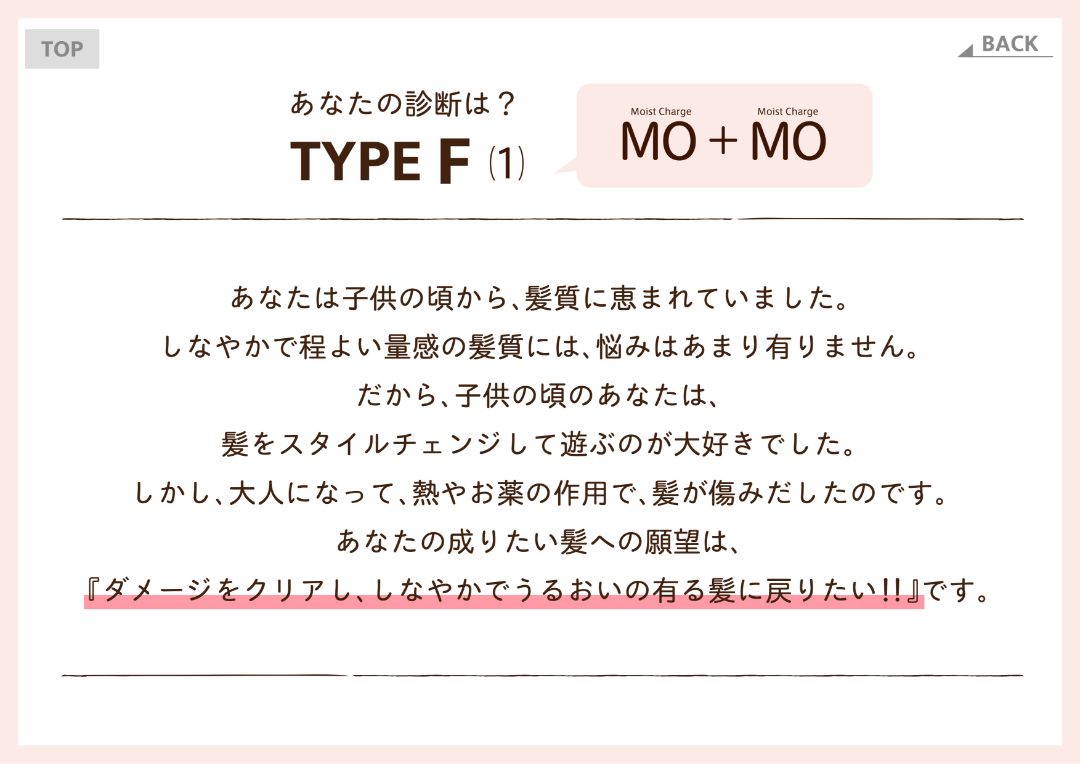 TOP
BACK
あなたの診断は？
TYPE F (1)
Moist Charge Moist Charge
MO + MO
あなたは子供の頃から、髪質に恵まれていました。
しなやかで程よい量感の髪質には、悩みはあまり有りません。
だから、子供の頃のあなたは、
髪をスタイルチェンジして遊ぶのが大好きでした。
しかし、大人になって、熱やお薬の作用で、髪が傷みだしたのです。
あなたの成りたい髪への願望は、
『ダメージをクリアし、しなやかでうるおいの有る髪に戻りたい!!』です。